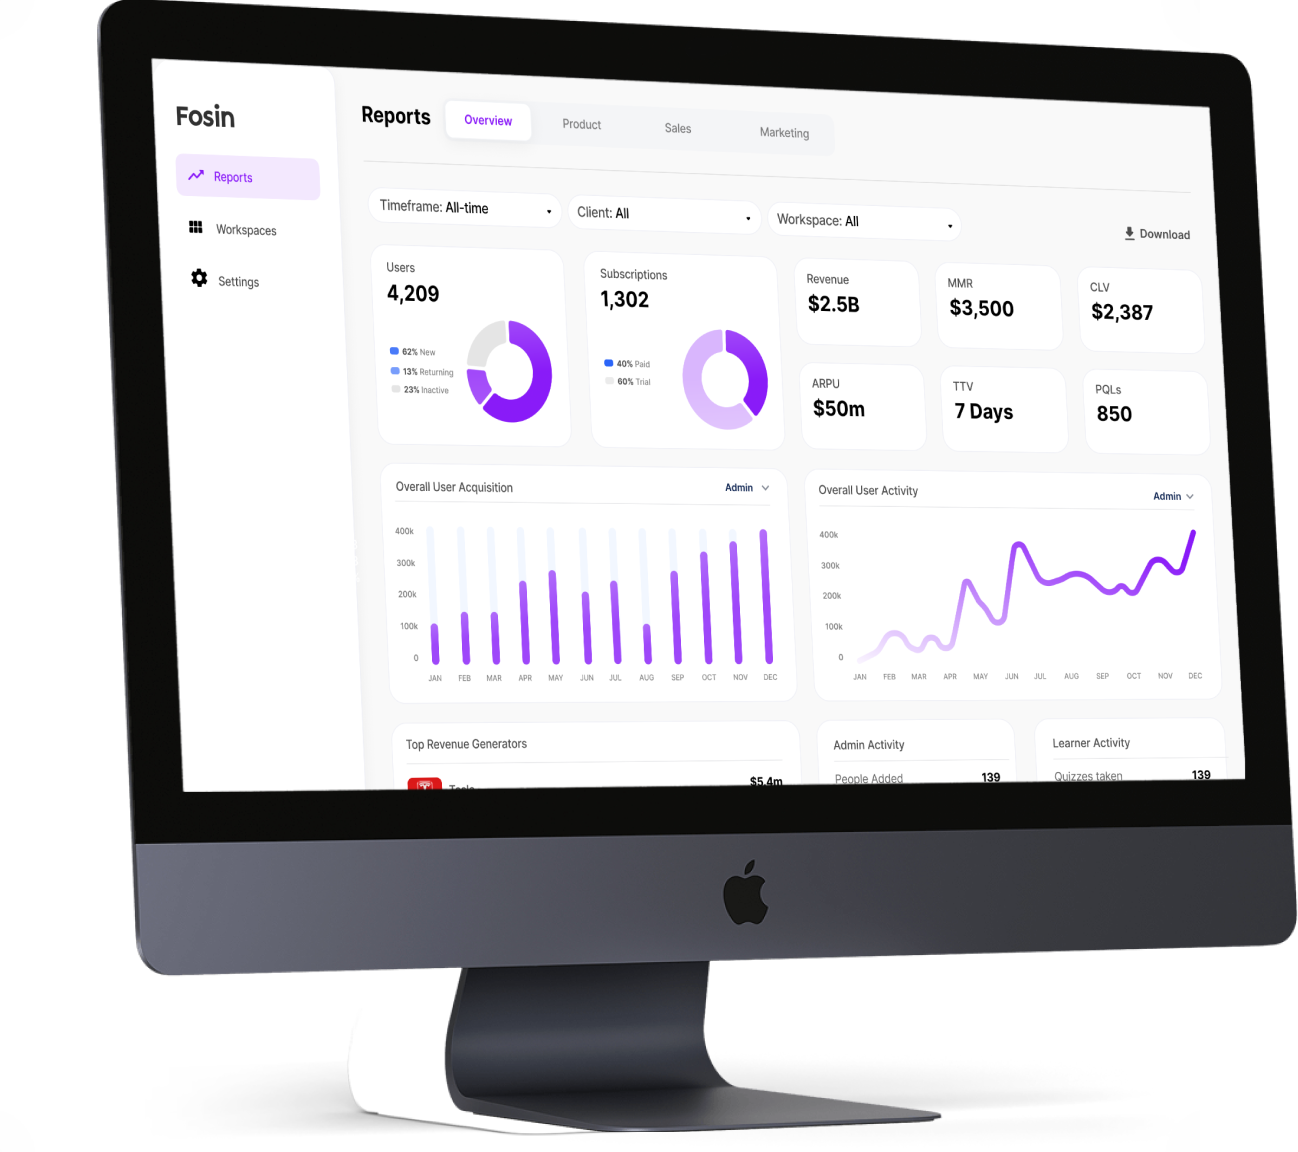 Fosin
Reports
Workspaces
Settings
Reports
Overview
Product
Sales
Marketing
Timeframe: All-time
Client: All
Workspace: All
Download
Users
4,209
62% New
13% Returning
23% Inactive
Subscriptions
1,302
40% Paid
60% Trial
Revenue
$2.5B
MMR
$3,500
CLV
$2,387
ARPU
$50m
TTV
7 Days
PQLs
850
Overall User Acquisition
Admin
400k
300k
200k
100k
0
JAN FEB MAR APR MAY JUN JUL AUG SEP OCT NOV DEC
Overall User Activity
Admin
400k
300k
200k
100k
0
JAN FEB MAR APR MAY JUN JUL AUG SEP OCT NOV DEC
Top Revenue Generators
$5.4m
Admin Activity
People Added 139
Learner Activity
Quizzes taken 139